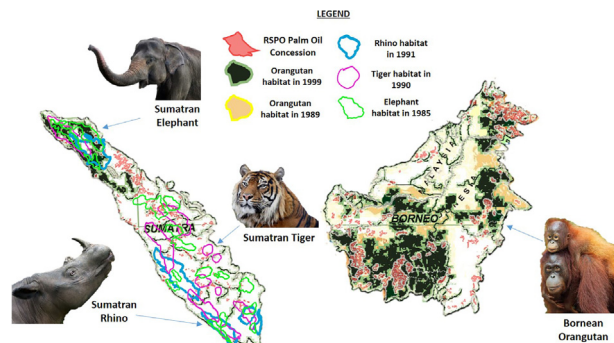 LEGEND
RSPO Palm Oil
Concession
Rhino habitat
in 1991
Orangutan
habitat in 1999
Tiger habitat in
1990
Orangutan
habitat in 1989
Elephant
habitat in 1985
Sumatran
Elephant
SUMATRA
Sumatran Tiger
BORNEO
Sumatran
Rhino
Bornean
Orangutan